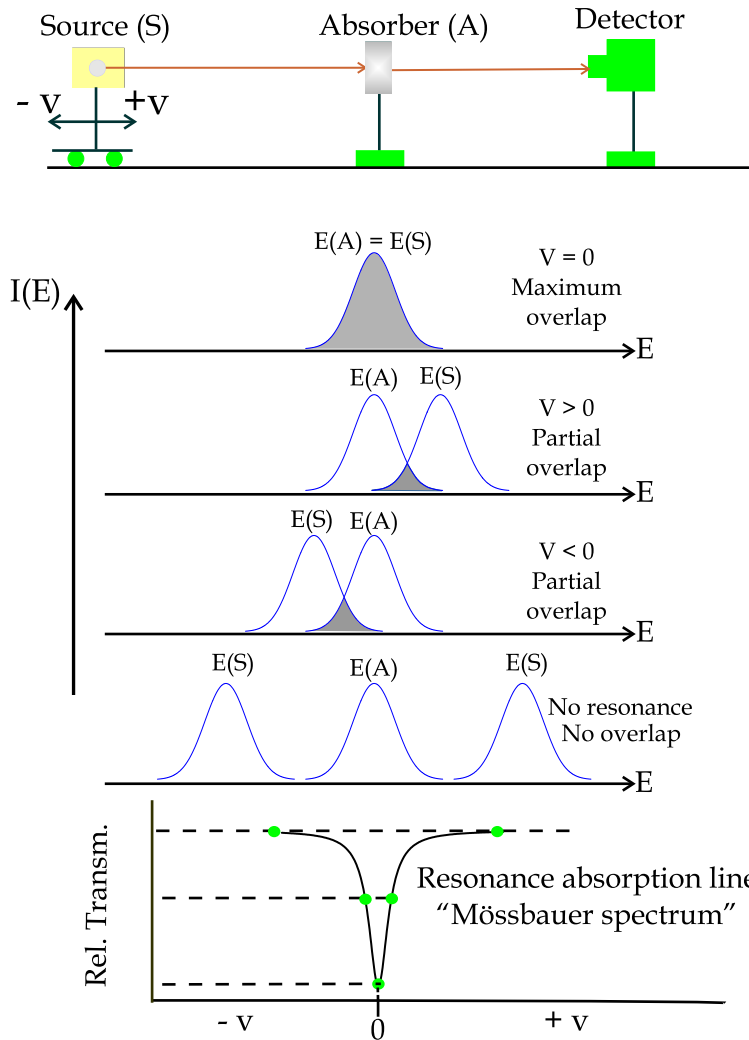 Source (S)
Absorber (A)
Detector
- v
+v
E(A) = E(S)
V = 0
Maximum
overlap
I(E)
E
E(A)
E(S)
V > 0
Partial
overlap
E
E(S)
E(A)
V < 0
Partial
overlap
E
E(S)
E(A)
E(S)
No resonance
No overlap
E
Rel. Transm.
Resonance absorption line
“Mössbauer spectrum”
- v
0
+ v